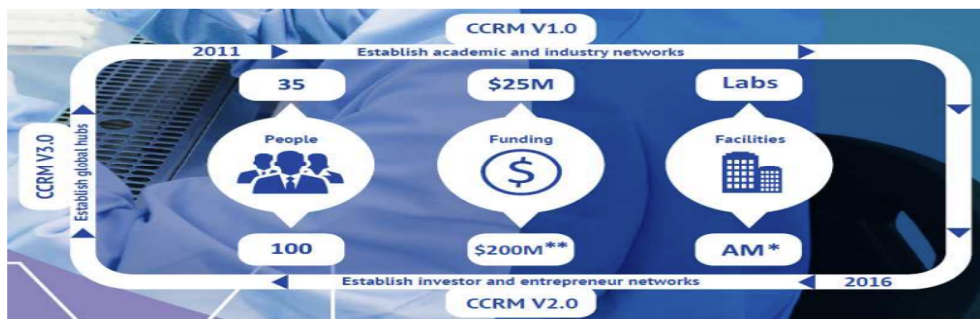 CCRM V1.0
2011
Establish academic and industry networks
35
$25M
Labs
People
Funding
Facilities
$
CCRM V3.0
Establish global hubs
100
$200M**
AM*
Establish investor and entrepreneur networks
2016
CCRM V2.0